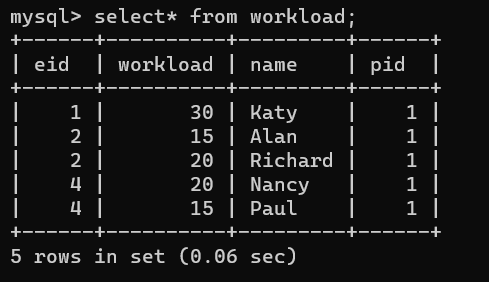 mysql> select* from workload;
+------+----------+---------+------+
| eid  | workload | name    | pid  |
+------+----------+---------+------+
|    1 |       30 | Katy    |    1 |
|    2 |       15 | Alan    |    1 |
|    2 |       20 | Richard |    1 |
|    4 |       20 | Nancy   |    1 |
|    4 |       15 | Paul    |    1 |
+------+----------+---------+------+
5 rows in set (0.06 sec)